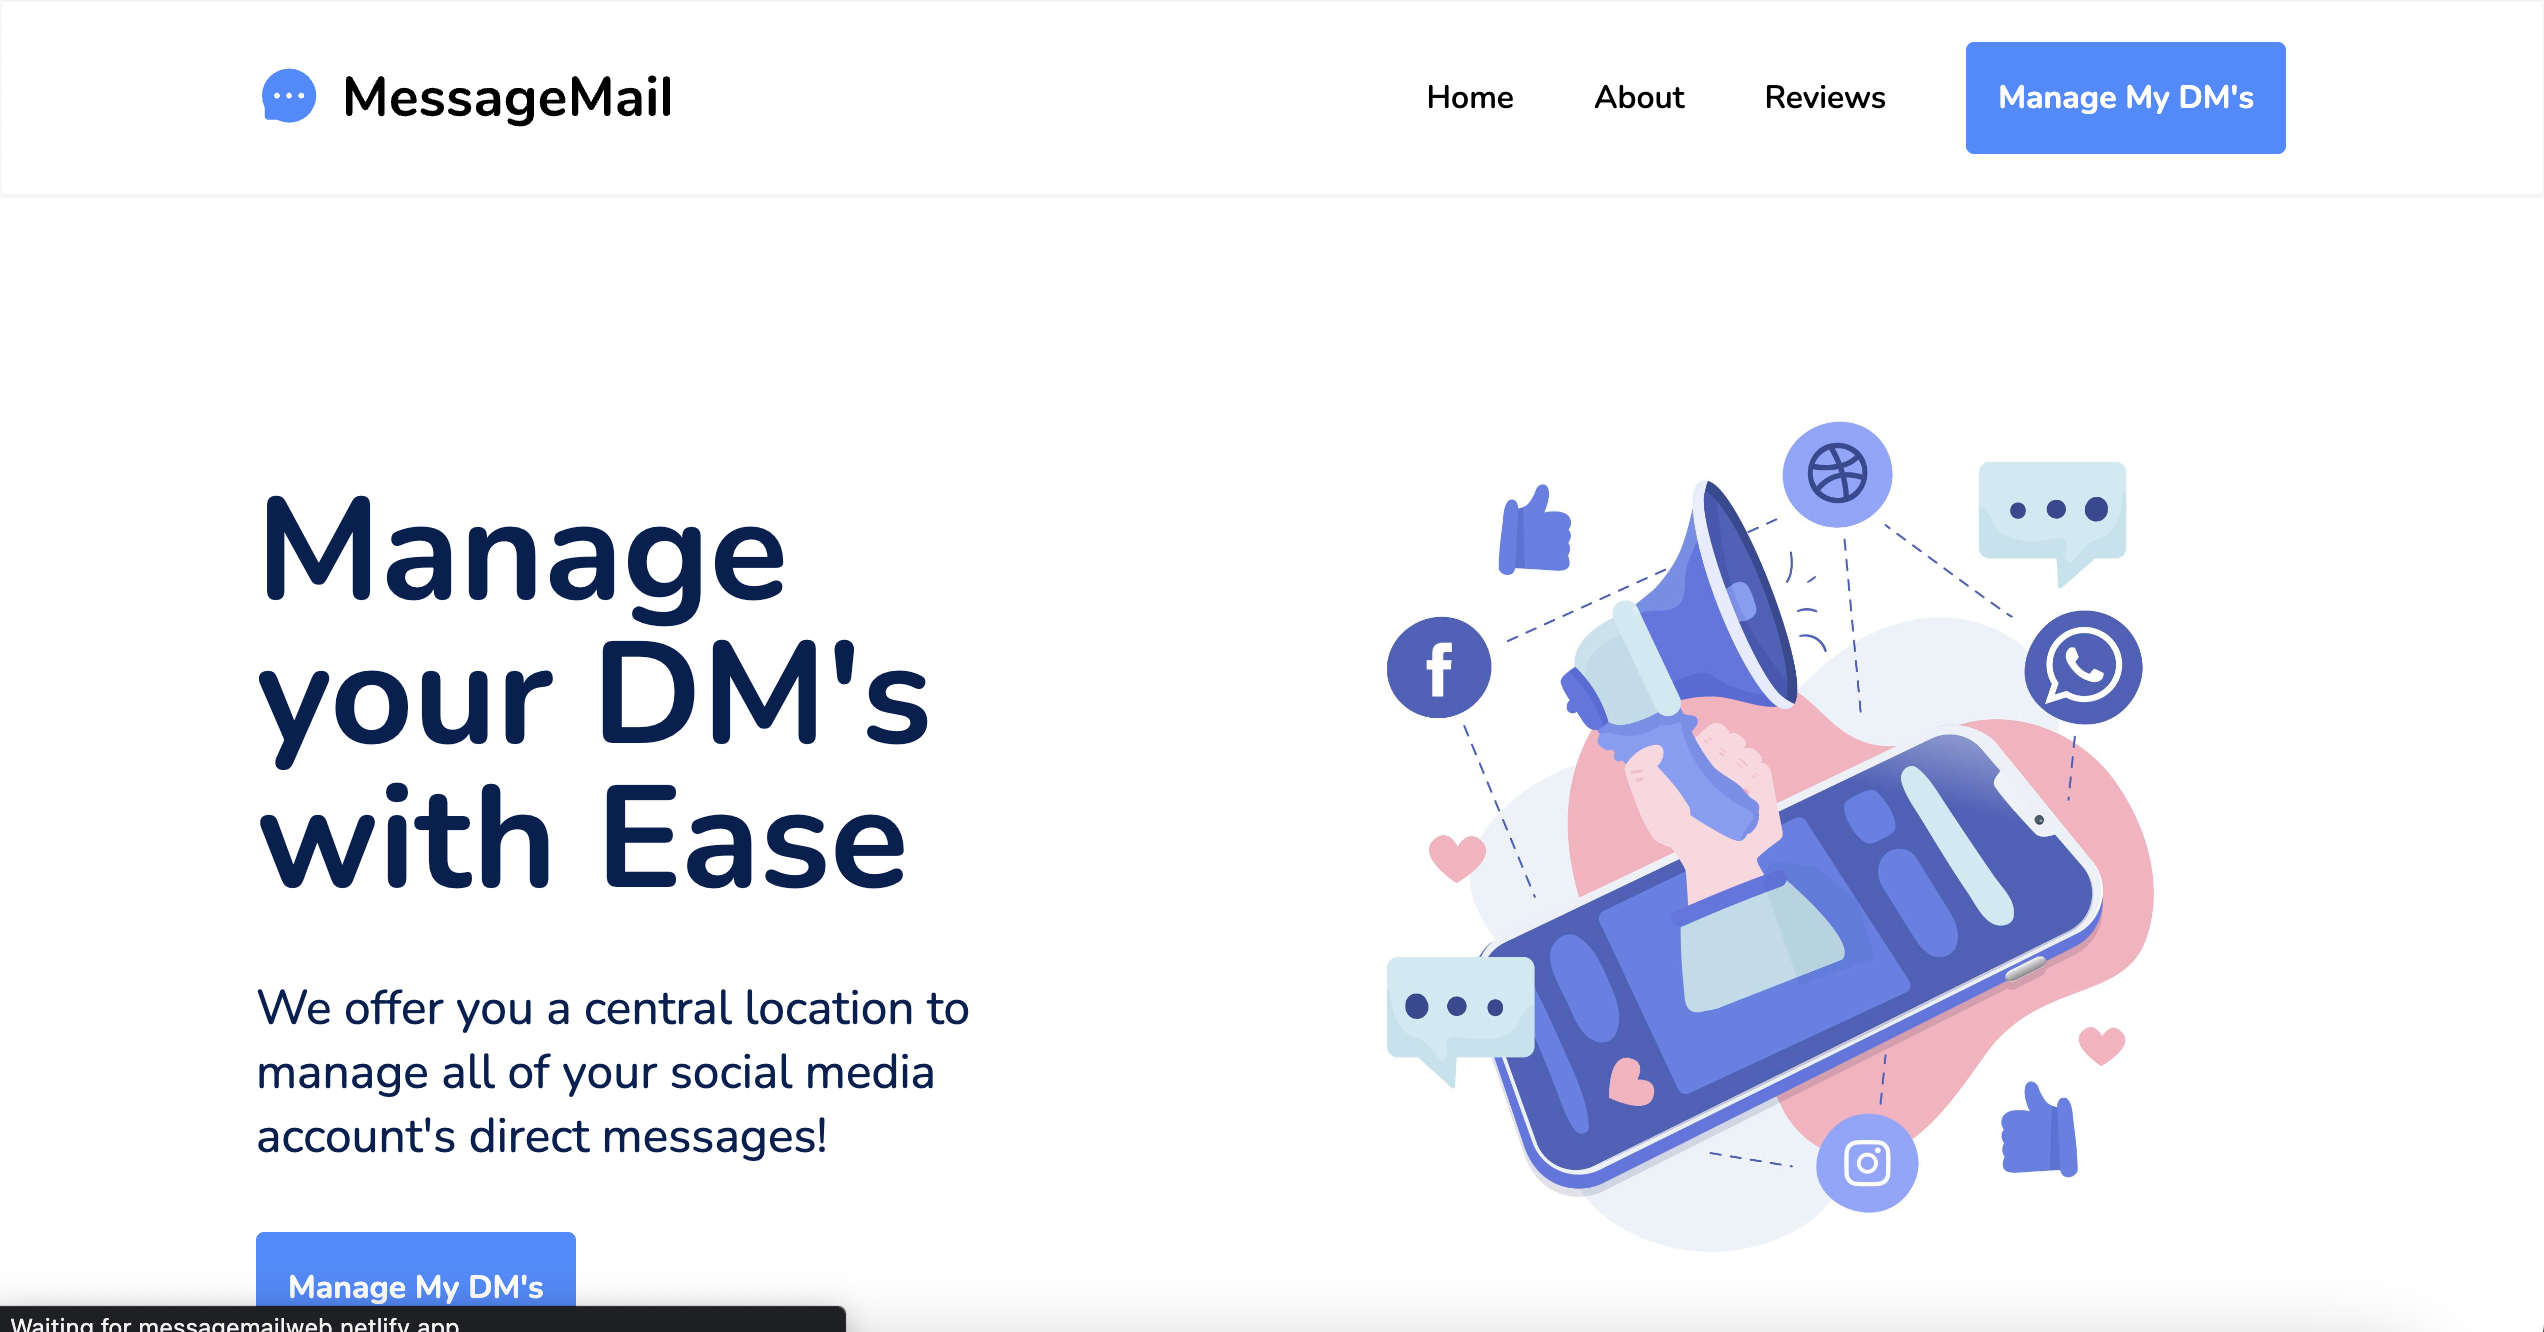 MessageMail
Home
About
Reviews
Manage My DM's
Manage
your DM's
with Ease
We offer you a central location to
manage all of your social media
account's direct messages!
Manage My DM's
Waiting for messagemailweb.netlify.app